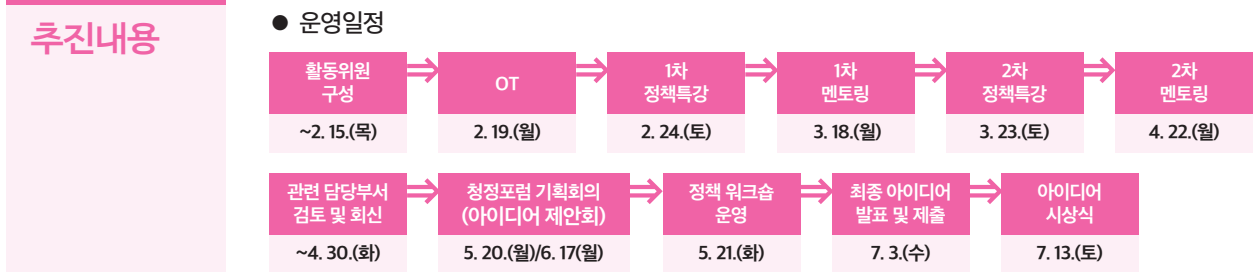 추진내용
● 운영일정
활동위원
구성
~2. 15.(목)
OT
2. 19.(월)
1차
정책특강
2. 24.(토)
1차
멘토링
3. 18.(월)
2차
정책특강
3. 23.(토)
2차
멘토링
4. 22.(월)
관련 담당부서
검토 및 회신
~4. 30.(화)
청정포럼 기획회의
(아이디어 제안회)
5. 20.(월)/6. 17(월)
정책 워크숍
운영
5. 21.(화)
최종 아이디어
발표 및 제출
7. 3.(수)
아이디어
시상식
7. 13.(토)